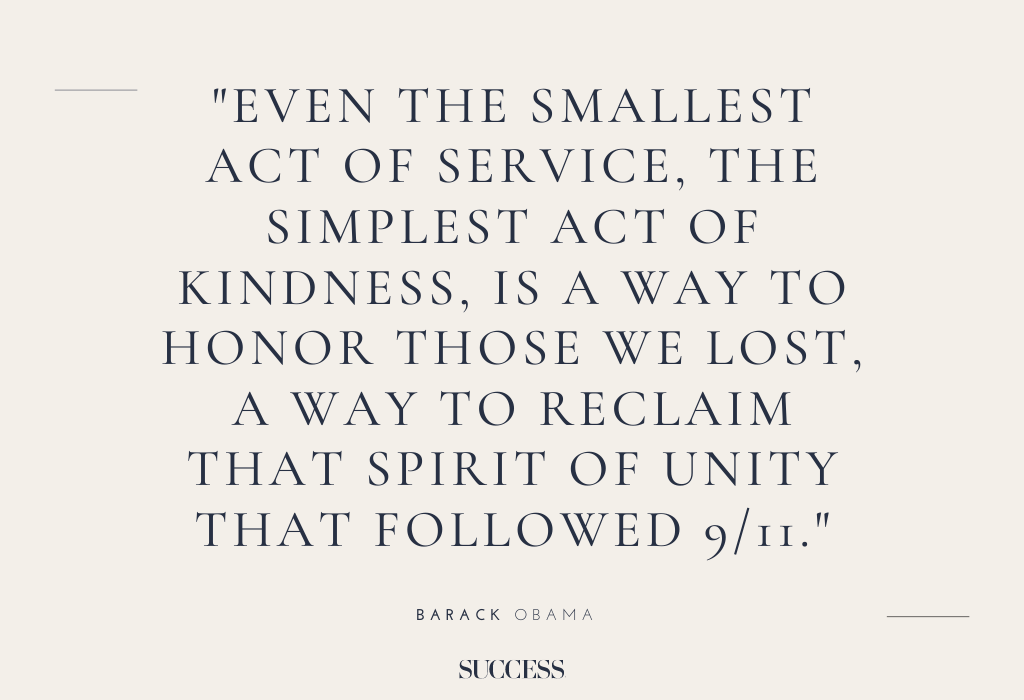 "EVEN THE SMALLEST
ACT OF SERVICE, THE
SIMPLEST ACT OF
KINDNESS, IS A WAY TO
HONOR THOSE WE LOST,
A WAY TO RECLAIM
THAT SPIRIT OF UNITY
THAT FOLLOWED 9/11."
BARACK OBAMA
SUCCESS